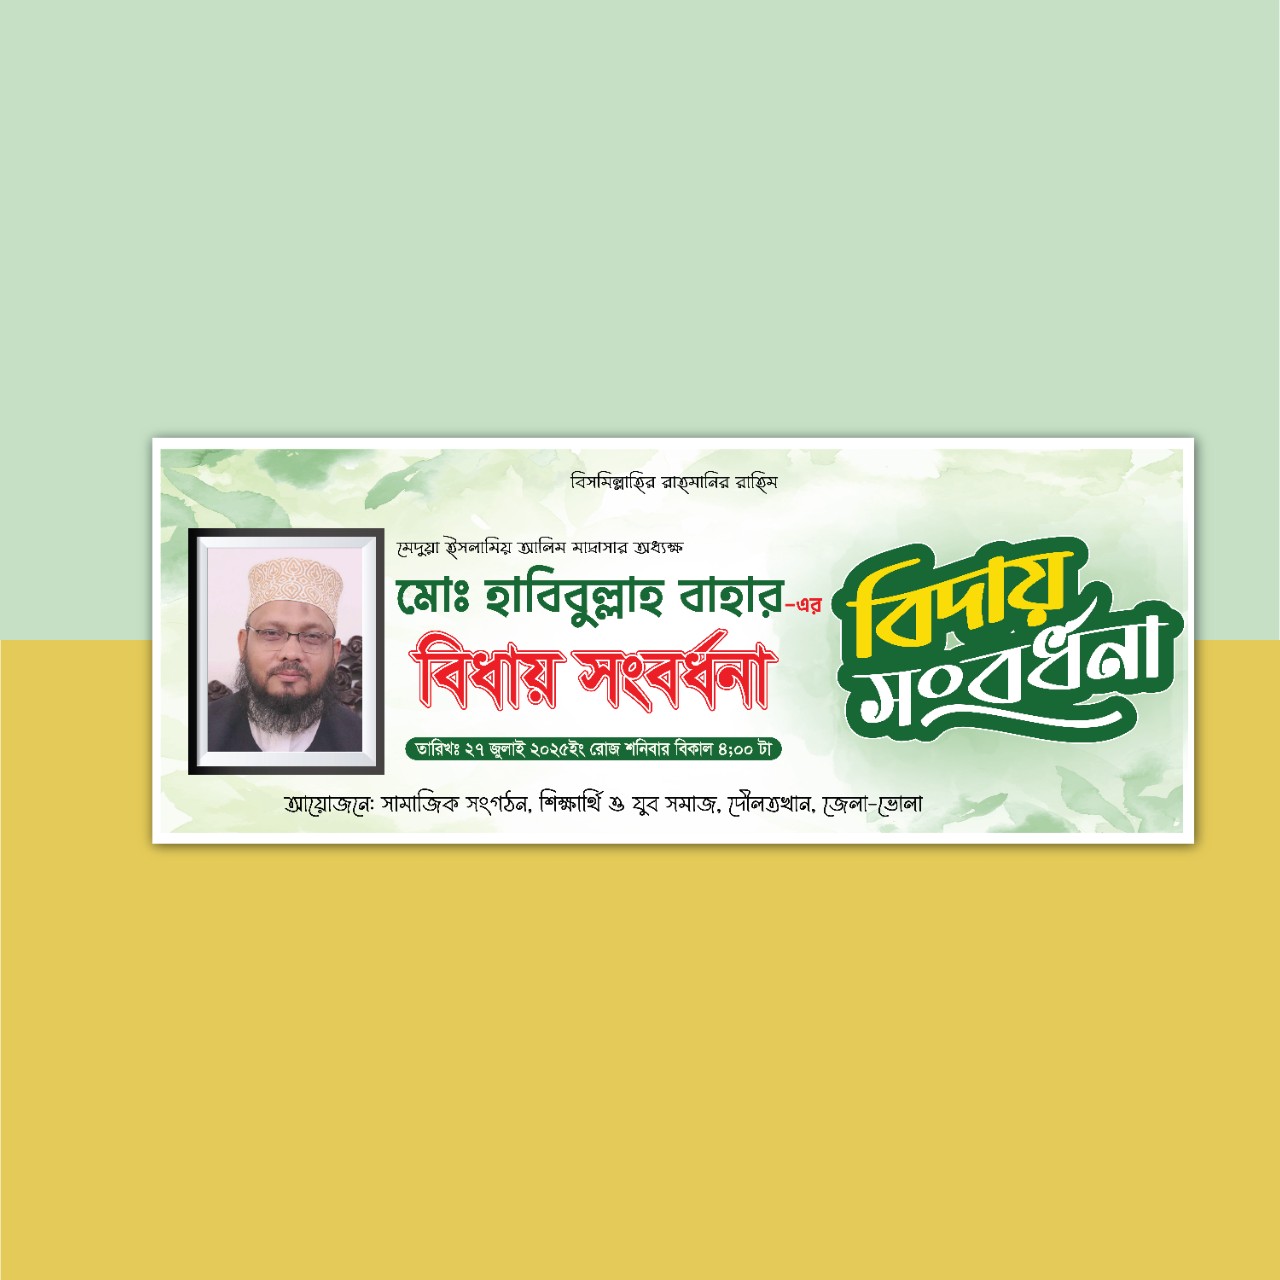 বিসমিল্লাহির রাহমানির রাহিম
মেদুয়া ইসলামিয় আলিম মাদ্রাসার অধ্যক্ষ
মোঃ হাবিবুল্লাহ বাহার-এর
বিধায় সংবর্ধনা
তারিখঃ ২৭ জুলাই ২০২৫ইং রোজ শনিবার বিকাল ৪;০০ টা
আয়োজনে: সামাজিক সংগঠন, শিক্ষার্থি ও যুব সমাজ, দৌলতখান, জেলা-ভোলা
বিদায়
সংবর্ধনা